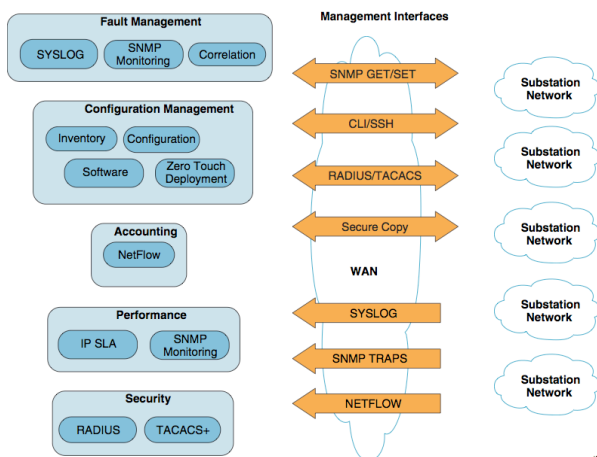 Fault Management
SYSLOG
SNMP
Monitoring
Correlation
Configuration Management
Inventory
Configuration
Software
Zero Touch
Deployment
Accounting
NetFlow
Performance
IP SLA
SNMP
Monitoring
Security
RADIUS
TACACS+
Management Interfaces
SNMP GET/SET
CLI/SSH
RADIUS/TACACS
Secure Copy
WAN
SYSLOG
SNMP TRAPS
NETFLOW
Substation
Network
Substation
Network
Substation
Network
Substation
Network
Substation
Network